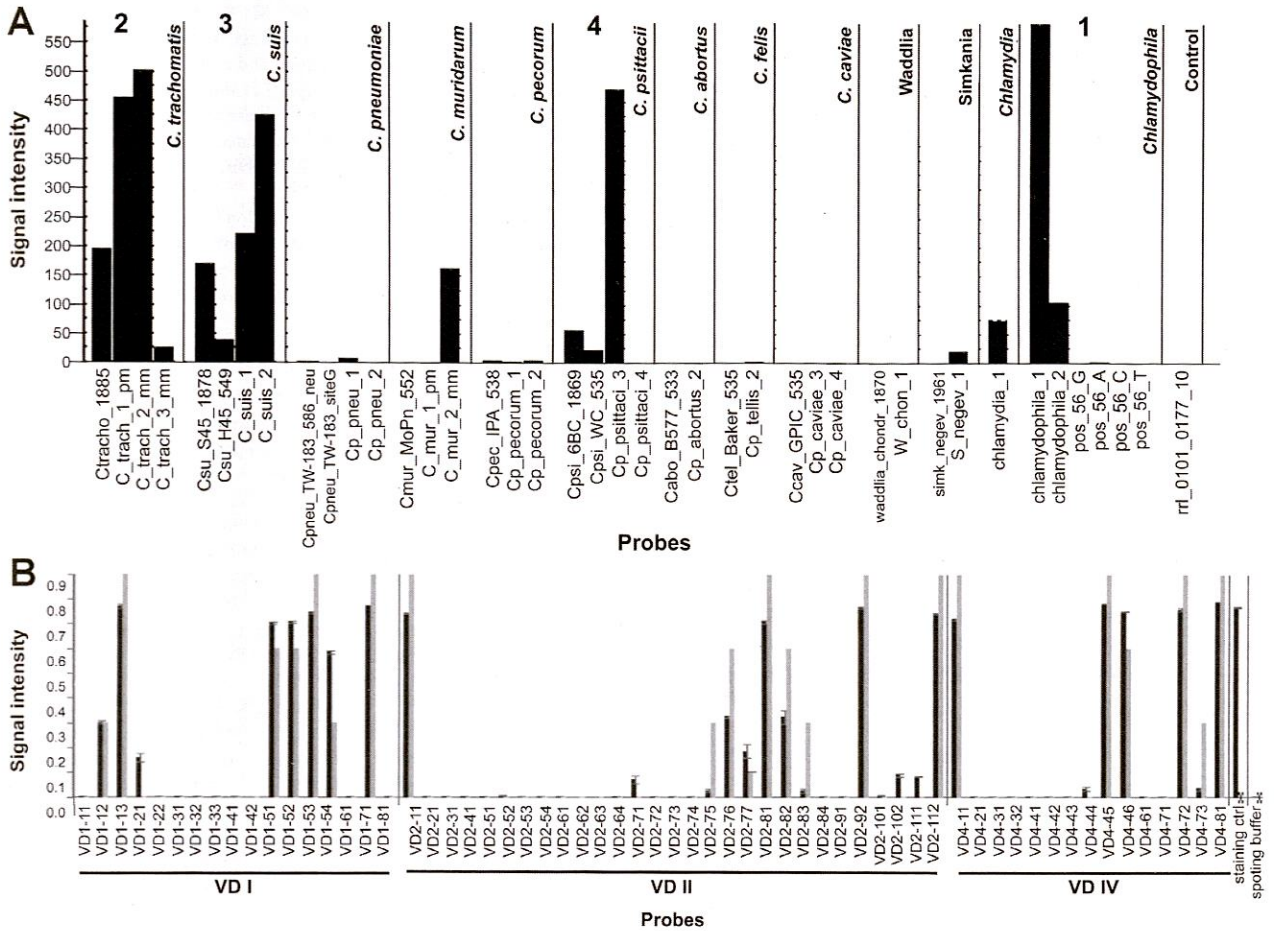 A
2
3
4
1
C. trachomatis
C. suis
C. pneumoniae
C. muridarum
C. pecorum
C. psittacii
C. abortus
C. felis
C. caviae
Waddlia
Simkania
Chlamydia
Chlamydophila
Control
Signal intensity
550
500
450
400
350
300
250
200
150
100
50
0
Ctracho_1885
C_trach_1_pm
C_trach_2_mm
C_trach_3_mm
Csu_S45_1878
Csu_H45_549
C_suis_1
C_suis_2
Cpneu_TW-183_586_neu
Cpneu_TW-183_siteG
Cp_pneu_1
Cp_pneu_2
Cmur_MoPn_552
C_mur_1_pm
C_mur_2_mm
Cpec_IPA_538
Cp_pecorum_1
Cp_pecorum_2
Cpsi_6BC_1869
Cpsi_WC_535
Cp_psittaci_3
Cp_psittaci_4
Cabo_B577_533
Cp_abortus_2
Ctel_Baker_535
Cp_tellis_2
Ccav_GPIC_535
Cp_caviae_3
Cp_caviae_4
waddlia_chondr_1870
W_chon_1
simk_negev_1961
S_negev_1
chlamydia_1
chlamydophila_1
chlamydophila_2
pos_56_G
pos_56_A
pos_56_C
pos_56_T
rrl_0101_0177_10
Probes
B
Signal intensity
0.9
0.8
0.7
0.6
0.5
0.4
0.3
0.2
0.1
0.0
VD1-11
VD1-12
VD1-13
VD1-21
VD1-22
VD1-31
VD1-32
VD1-33
VD1-41
VD1-42
VD1-51
VD1-52
VD1-53
VD1-54
VD1-61
VD1-71
VD1-81
VD2-11
VD2-21
VD2-31
VD2-41
VD2-51
VD2-52
VD2-53
VD2-54
VD2-61
VD2-62
VD2-63
VD2-64
VD2-71
VD2-72
VD2-73
VD2-74
VD2-75
VD2-76
VD2-77
VD2-81
VD2-82
VD2-83
VD2-84
VD2-91
VD2-92
VD2-101
VD2-102
VD2-111
VD2-112
VD4-11
VD4-21
VD4-31
VD4-32
VD4-41
VD4-42
VD4-43
VD4-44
VD4-45
VD4-46
VD4-61
VD4-71
VD4-72
VD4-73
VD4-81
staining ctrl
spoting buffer
VD I
VD II
VD IV
Probes